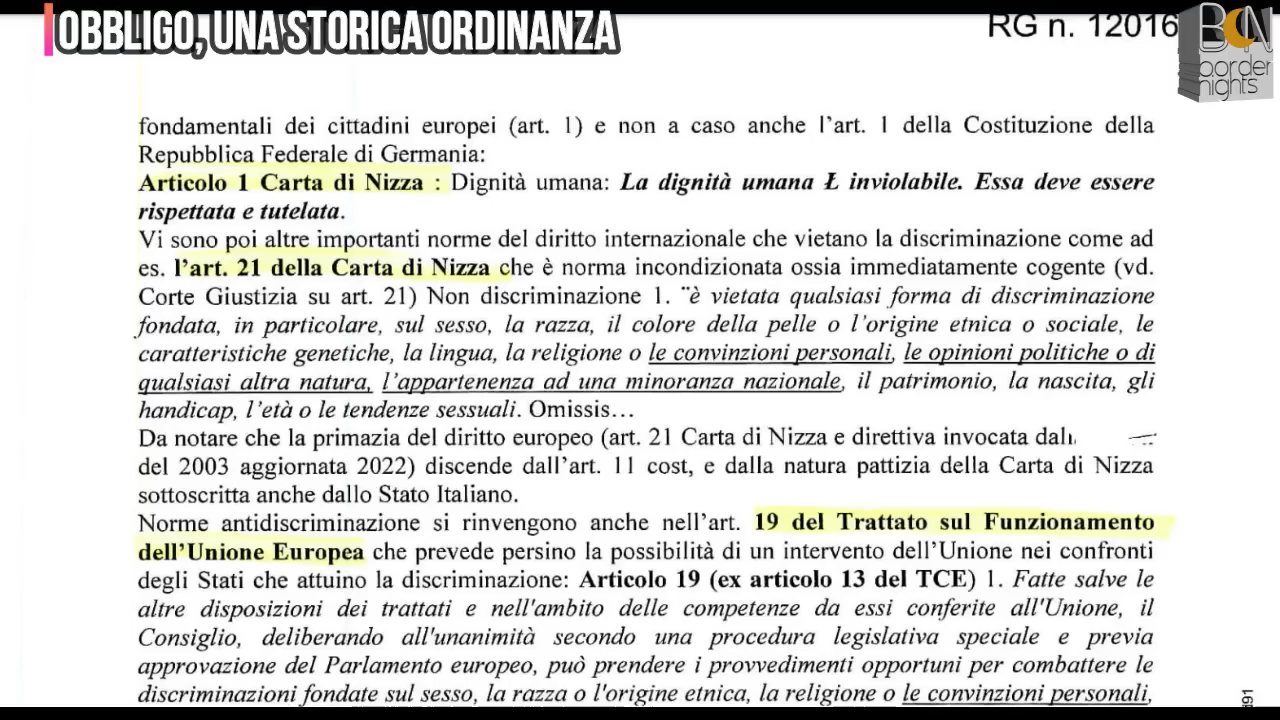 OBBLIGO, UNA STORICA ORDINANZA
RG n. 12016
BCN
border
nights
fondamentali dei cittadini europei (art. 1) e non a caso anche l'art. 1 della Costituzione della
Repubblica Federale di Germania:
Articolo 1 Carta di Nizza : Dignità umana: La dignità umana Ł inviolabile. Essa deve essere
rispettata e tutelata.
Vi sono poi altre importanti norme del diritto internazionale che vietano la discriminazione come ad
es. l'art. 21 della Carta di Nizza che è norma incondizionata ossia immediatamente cogente (vd.
Corte Giustizia su art. 21) Non discriminazione 1. "è vietata qualsiasi forma di discriminazione
fondata, in particolare, sul sesso, la razza, il colore della pelle o l'origine etnica o sociale, le
caratteristiche genetiche, la lingua, la religione o le convinzioni personali, le opinioni politiche o di
qualsiasi altra natura, l'appartenenza ad una minoranza nazionale, il patrimonio, la nascita, gli
handicap, l'età o le tendenze sessuali. Omissis…
Da notare che la primazia del diritto europeo (art. 21 Carta di Nizza e direttiva invocata
del 2003 aggiornata 2022) discende dall'art. 11 cost, e dalla natura pattizia della Carta di Nizza
sottoscritta anche dallo Stato Italiano.
Norme antidiscriminazione si rinvengono anche nell'art. 19 del Trattato sul Funzionamento
dell'Unione Europea che prevede persino la possibilità di un intervento dell'Unione nei confronti
degli Stati che attuino la discriminazione: Articolo 19 (ex articolo 13 del TCE) 1. Fatte salve le
altre disposizioni dei trattati e nell'ambito delle competenze da essi conferite all'Unione, il
Consiglio, deliberando all'unanimità secondo una procedura legislativa speciale e previa
approvazione del Parlamento europeo, può prendere i provvedimenti opportuni per combattere le
discriminazioni fondate sul sesso, la razza o l'origine etnica, la religione o le convinzioni personali,